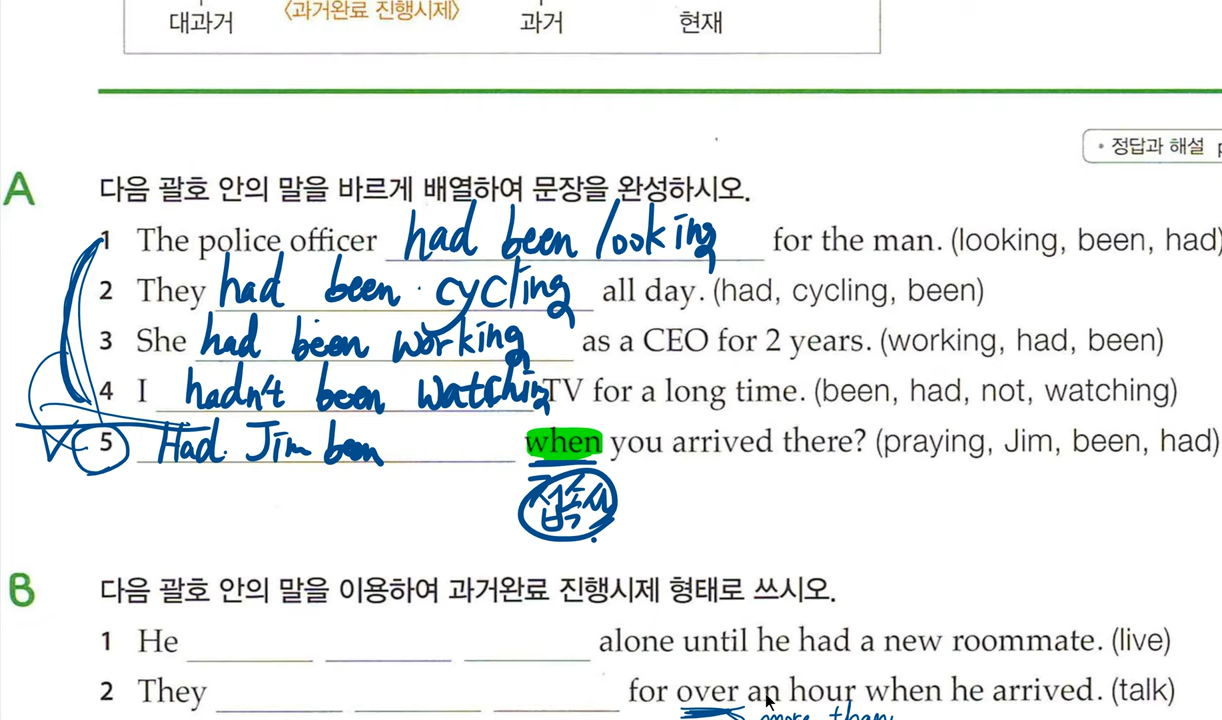 대과거 <과거완료 진행시제> 과거 현재
• 정답과 해설
A 다음 괄호 안의 말을 바르게 배열하여 문장을 완성하시오.
1 The police officer had been looking for the man. (looking, been, had)
2 They had been cycling all day. (had, cycling, been)
3 She had been working as a CEO for 2 years. (working, had, been)
4 I hadn't been watching TV for a long time. (been, had, not, watching)
5 Had Jim been when you arrived there? (praying, Jim, been, had)
접속사
B 다음 괄호 안의 말을 이용하여 과거완료 진행시제 형태로 쓰시오.
1 He alone until he had a new roommate. (live)
2 They for over an hour when he arrived. (talk)
more than